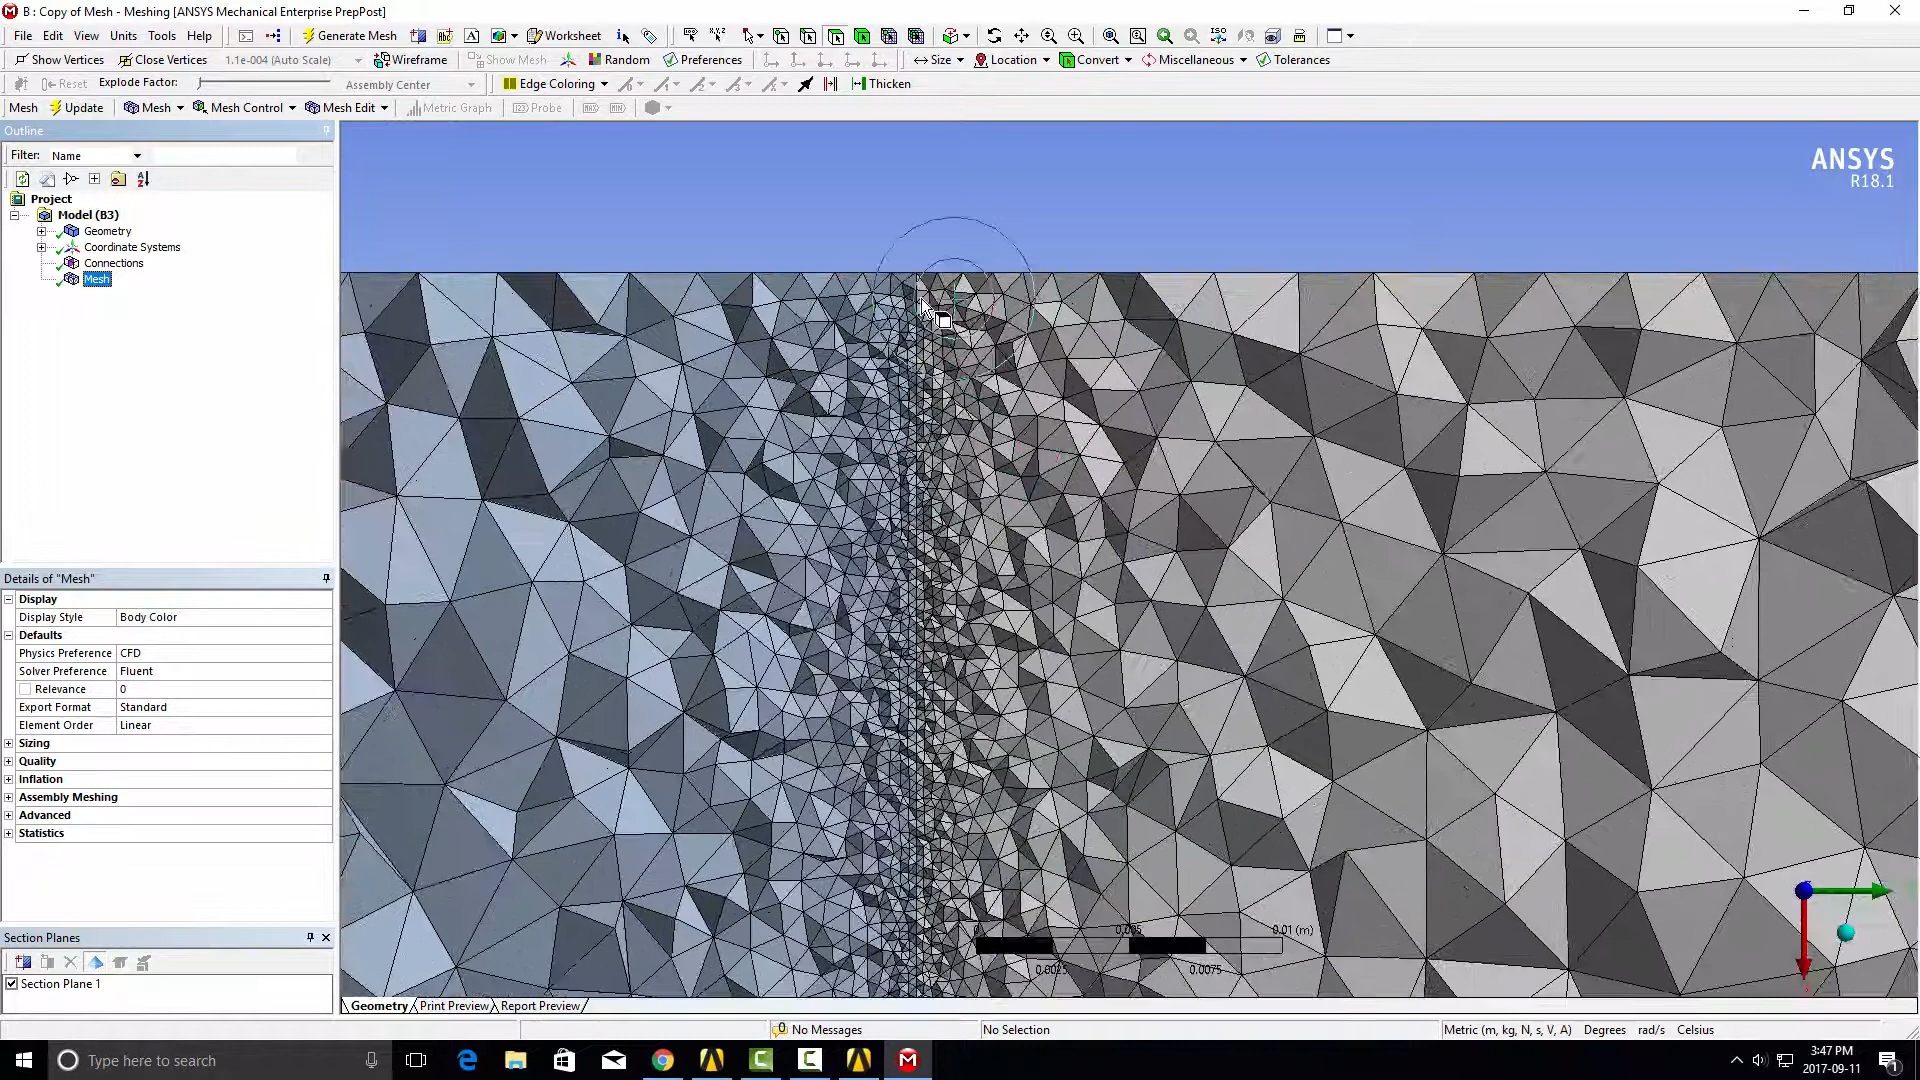 B : Copy of Mesh - Meshing [ANSYS Mechanical Enterprise PrepPost]
File Edit View Units Tools Help Generate Mesh Worksheet
Show Vertices Close Vertices 1.1e-004 (Auto Scale) Wireframe Show Mesh Random Preferences Size Location Convert Miscellaneous Tolerances
Reset Explode Factor: Assembly Center Edge Coloring Thicken
Mesh Update Mesh Mesh Control Mesh Edit Metric Graph Probe
Outline
Filter: Name
Project
Model (B3)
Geometry
Coordinate Systems
Connections
Mesh
ANSYS
R18.1
Details of "Mesh"
Display
Display Style Body Color
Defaults
Physics Preference CFD
Solver Preference Fluent
Relevance 0
Export Format Standard
Element Order Linear
Sizing
Quality
Inflation
Assembly Meshing
Advanced
Statistics
Section Planes
Section Plane 1
0 0.005 0.01 (m)
0.0025 0.0075
Geometry Print Preview Report Preview
No Messages No Selection Metric (m, kg, N, s, V, A) Degrees rad/s Celsius
Type here to search
3:47 PM
2017-09-11